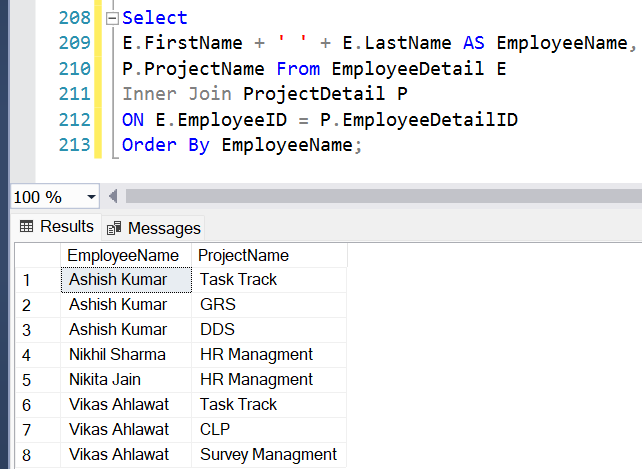 208 Select
209 E.FirstName + ' ' + E.LastName AS EmployeeName,
210 P.ProjectName From EmployeeDetail E
211 Inner Join ProjectDetail P
212 ON E.EmployeeID = P.EmployeeDetailID
213 Order By EmployeeName;
100 %
Results Messages
EmployeeName ProjectName
1 Ashish Kumar Task Track
2 Ashish Kumar GRS
3 Ashish Kumar DDS
4 Nikhil Sharma HR Managment
5 Nikita Jain HR Managment
6 Vikas Ahlawat Task Track
7 Vikas Ahlawat CLP
8 Vikas Ahlawat Survey Managment